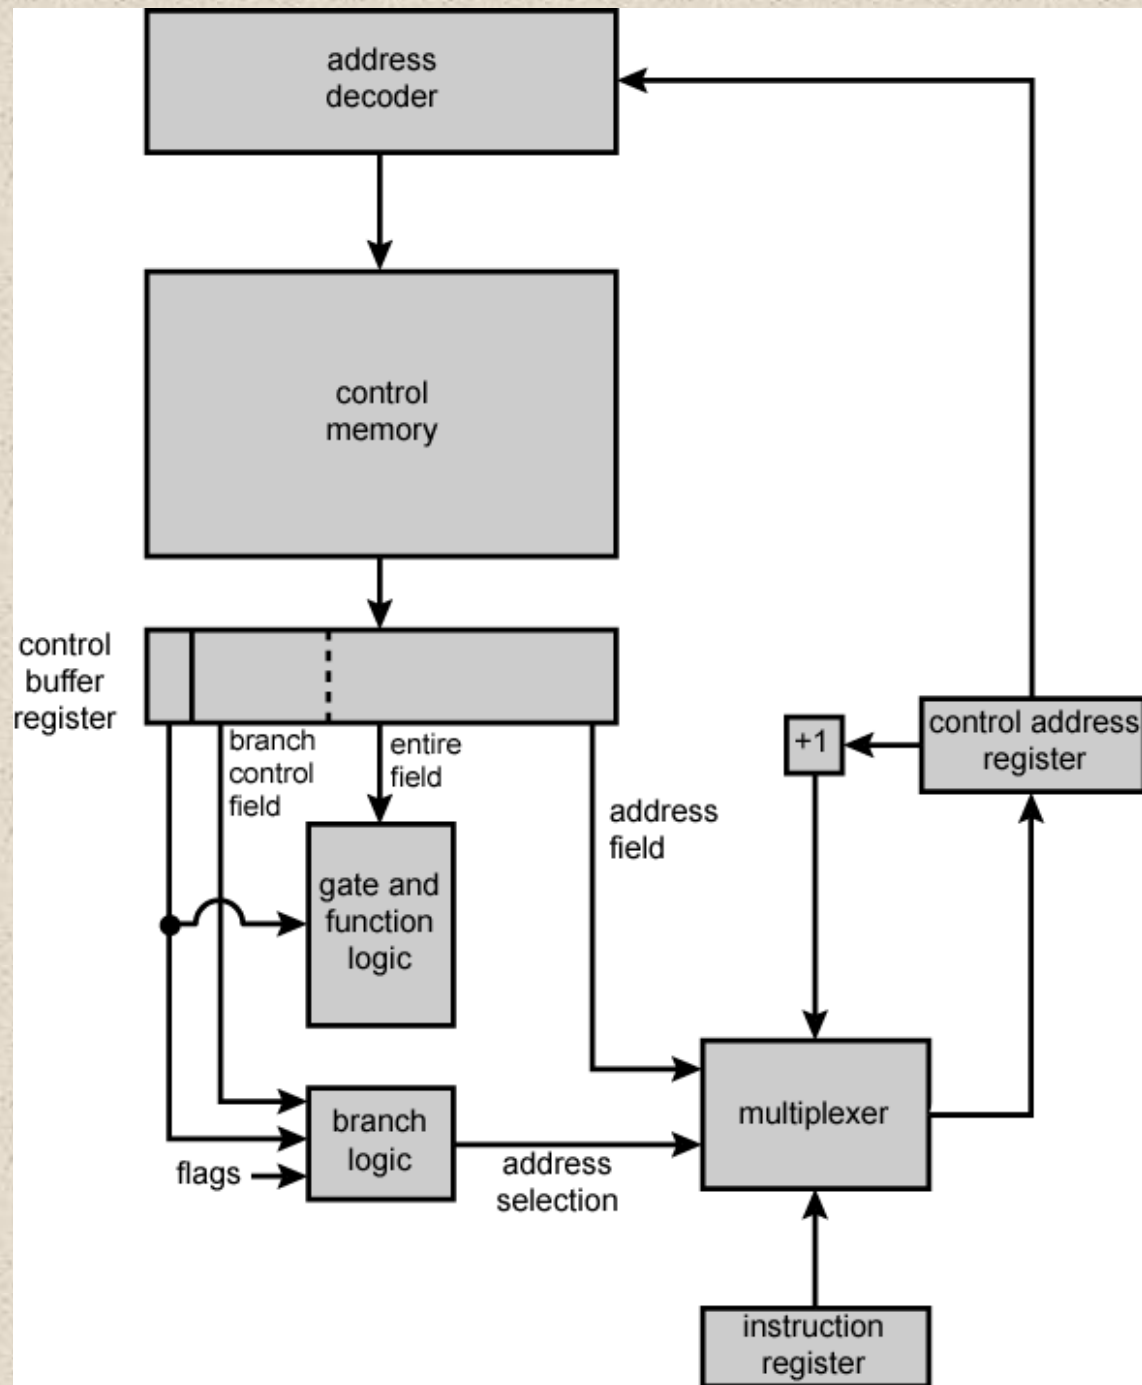 address
decoder
control
memory
control
buffer
register
branch
control
field
entire
field
address
field
+1
control address
register
gate and
function
logic
multiplexer
branch
logic
flags
address
selection
instruction
register